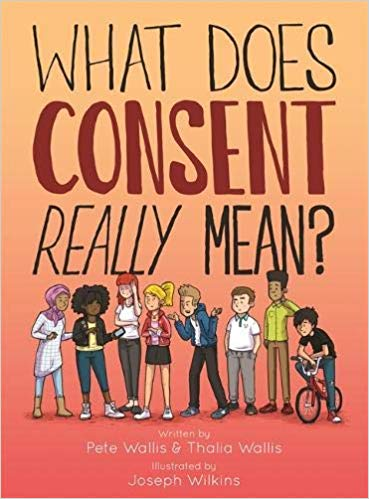 WHAT DOES
CONSENT
REALLY MEAN?
Written by
Pete Wallis & Thalia Wallis
Illustrated by
Joseph Wilkins